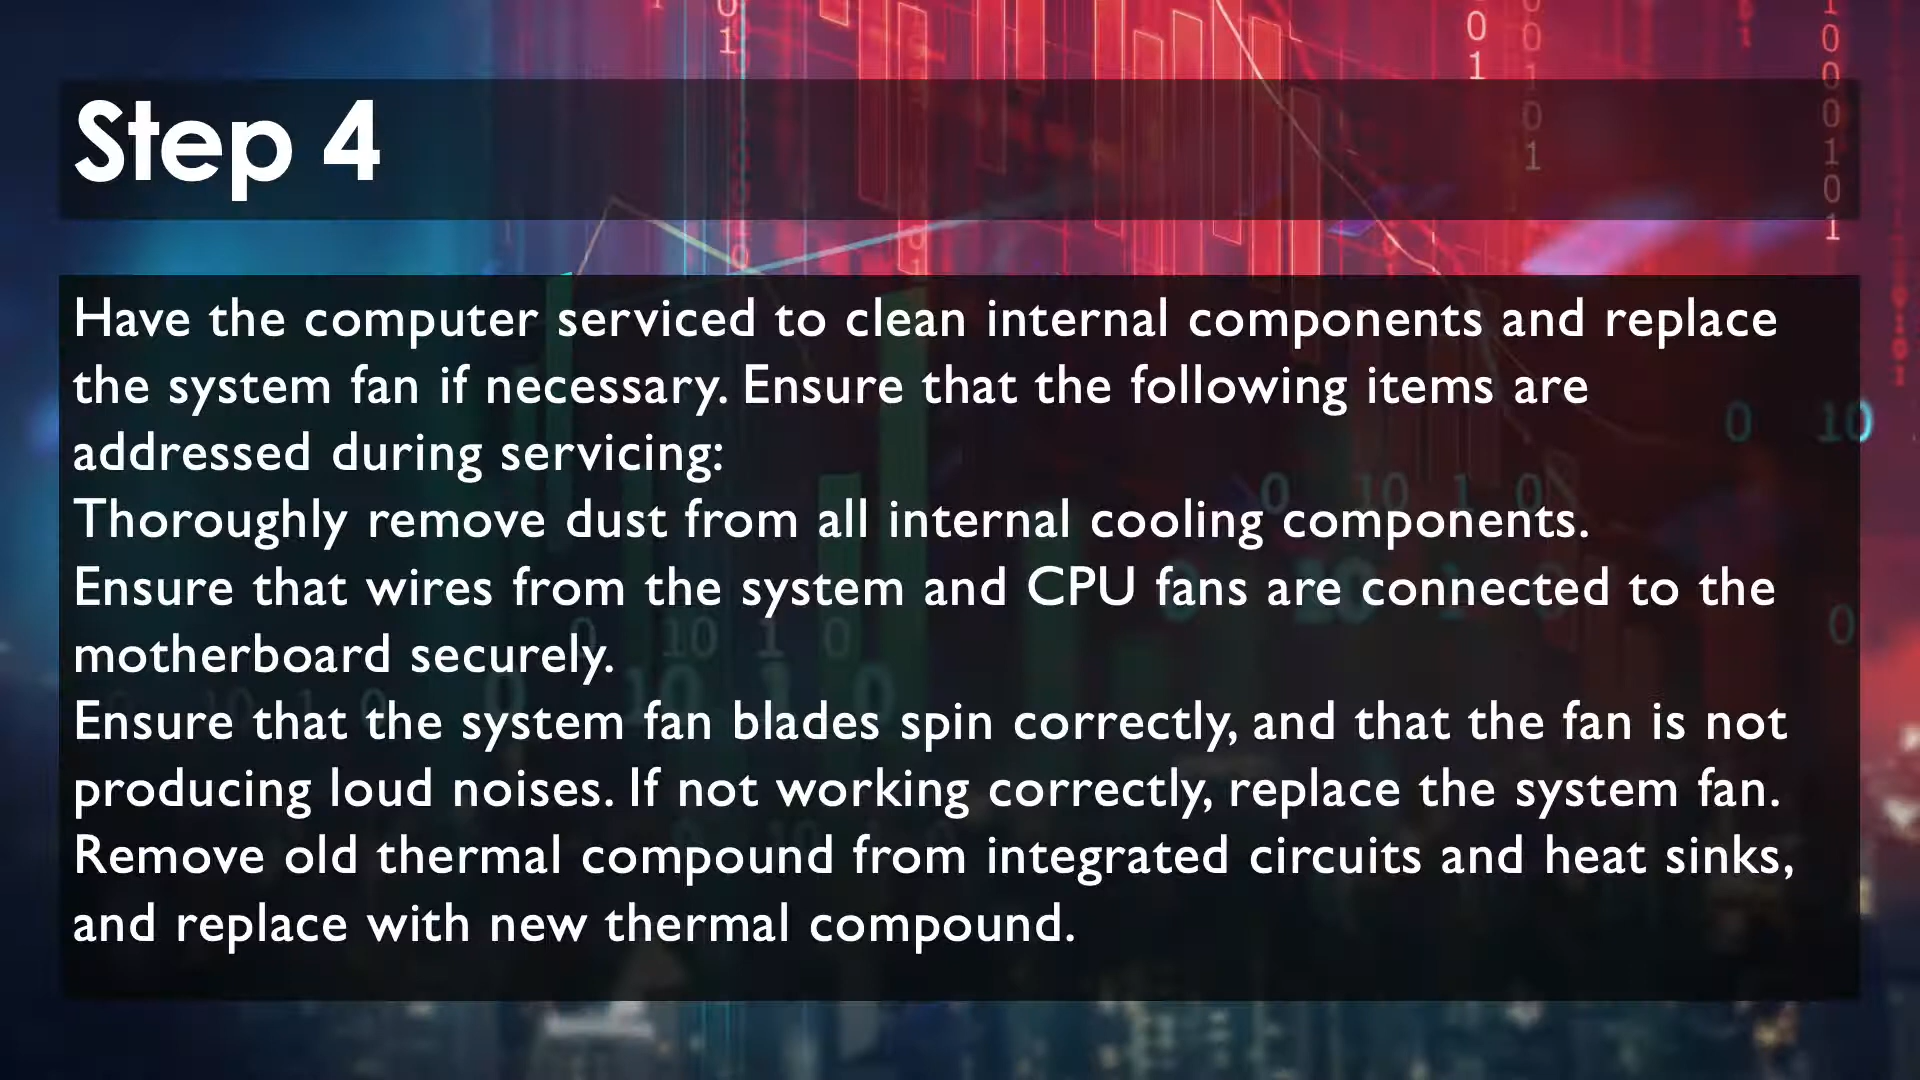 Step 4
Have the computer serviced to clean internal components and replace
the system fan if necessary. Ensure that the following items are
addressed during servicing:
Thoroughly remove dust from all internal cooling components.
Ensure that wires from the system and CPU fans are connected to the
motherboard securely.
Ensure that the system fan blades spin correctly, and that the fan is not
producing loud noises. If not working correctly, replace the system fan.
Remove old thermal compound from integrated circuits and heat sinks,
and replace with new thermal compound.